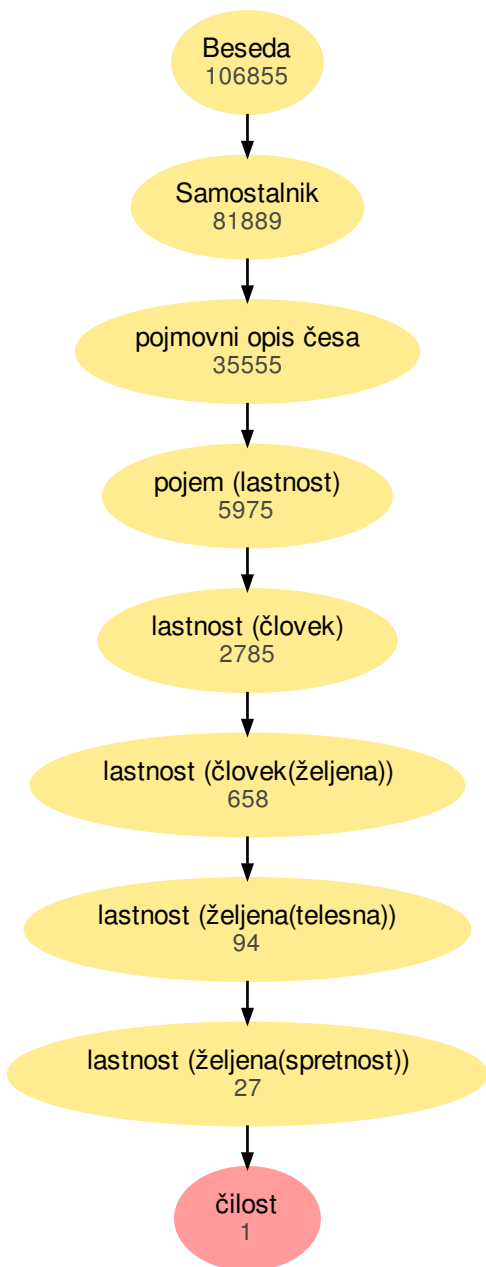 Beseda
106855
Samostalnik
81889
pojmovni opis česa
35555
pojem (lastnost)
5975
lastnost (človek)
2785
lastnost (človek(željena))
658
lastnost (željena(telesna))
94
lastnost (željena(spretnost))
27
čilost
1